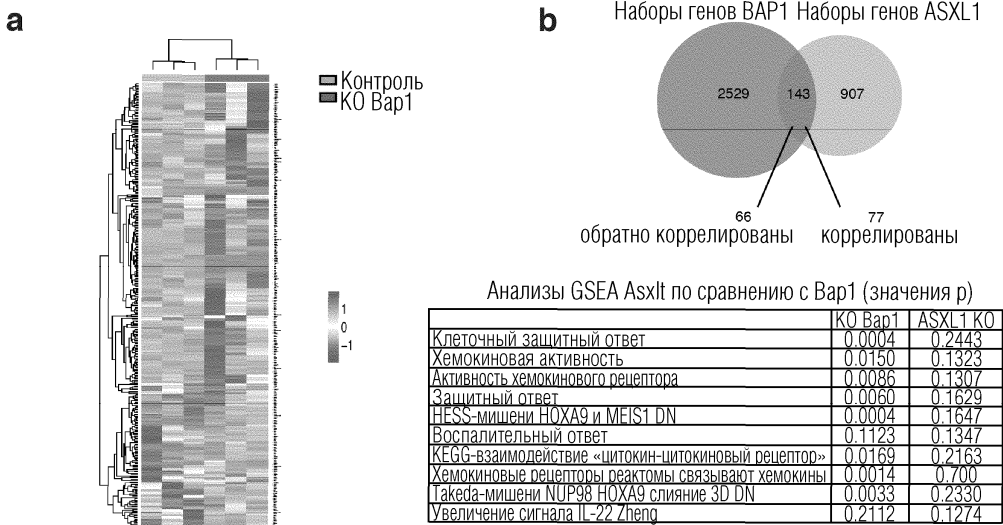 a
Контроль
KO Bap1
1
0
−1
b
Наборы генов BAP1 Наборы генов ASXL1
2529 143 907
66 77
обратно коррелированы коррелированы
Анализы GSEA Asxlt по сравнению с Bap1 (значения p)
KO Bap1 ASXL1 KO
Клеточный защитный ответ 0.0004 0.2443
Хемокиновая активность 0.0150 0.1323
Активность хемокинового рецептора 0.0086 0.1307
Защитный ответ 0.0060 0.1629
HESS-мишени HOXA9 и MEIS1 DN 0.0004 0.1647
Воспалительный ответ 0.1123 0.1347
KEGG-взаимодействие «цитокин-цитокиновый рецептор» 0.0169 0.2163
Хемокиновые рецепторы реактомы связывают хемокины 0.0014 0.700
Takeda-мишени NUP98 HOXA9 слияние 3D DN 0.0033 0.2330
Увеличение сигнала IL-22 Zheng 0.2112 0.1274